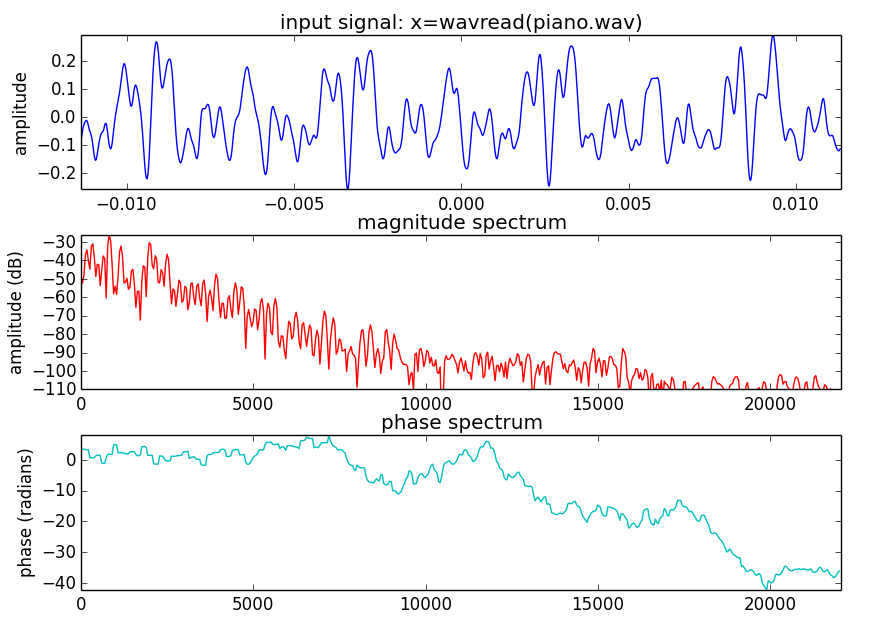 input signal: x=wavread(piano.wav)
amplitude
0.2
0.1
0.0
−0.1
−0.2
−0.010 −0.005 0.000 0.005 0.010
magnitude spectrum
amplitude (dB)
−30
−40
−50
−60
−70
−80
−90
−100
−110
0 5000 10000 15000 20000
phase spectrum
phase (radians)
0
−10
−20
−30
−40
0 5000 10000 15000 20000